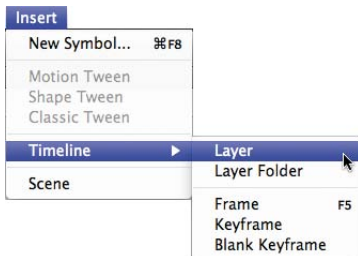 Insert
New Symbol... ⌘F8
Motion Tween
Shape Tween
Classic Tween
Timeline ▶
Scene
Layer
Layer Folder
Frame F5
Keyframe
Blank Keyframe